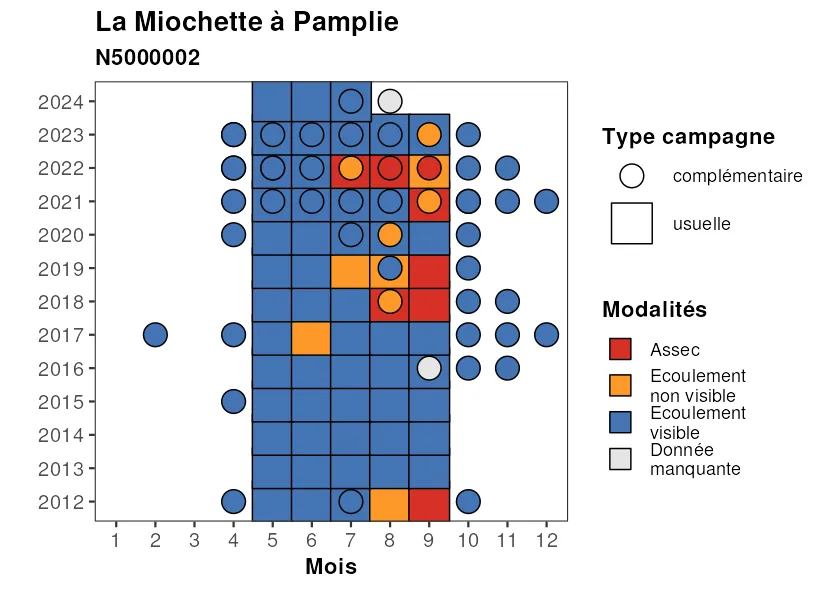 La Miochette à Pamplie
N5000002
2024
2023
2022
2021
2020
2019
2018
2017
2016
2015
2014
2013
2012
1 2 3 4 5 6 7 8 9 10 11 12
Mois
Type campagne
complémentaire
usuelle
Modalités
Assec
Ecoulement
non visible
Ecoulement
visible
Donnée
manquante